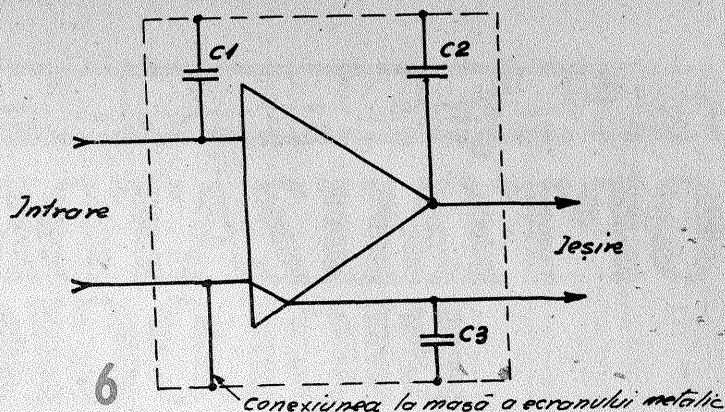 C1
C2
Intrare
Ieșire
C3
6
Conexiunea la masă a ecranului metalic